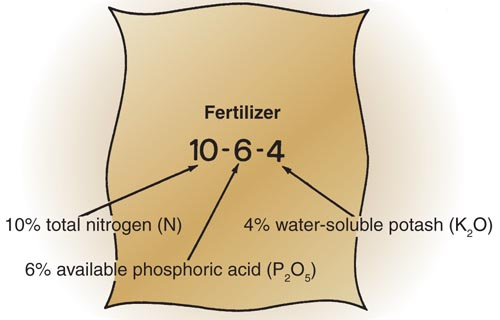 Fertilizer
10-6-4
10% total nitrogen (N)
4% water-soluble potash (K₂O)
6% available phosphoric acid (P₂O₅)